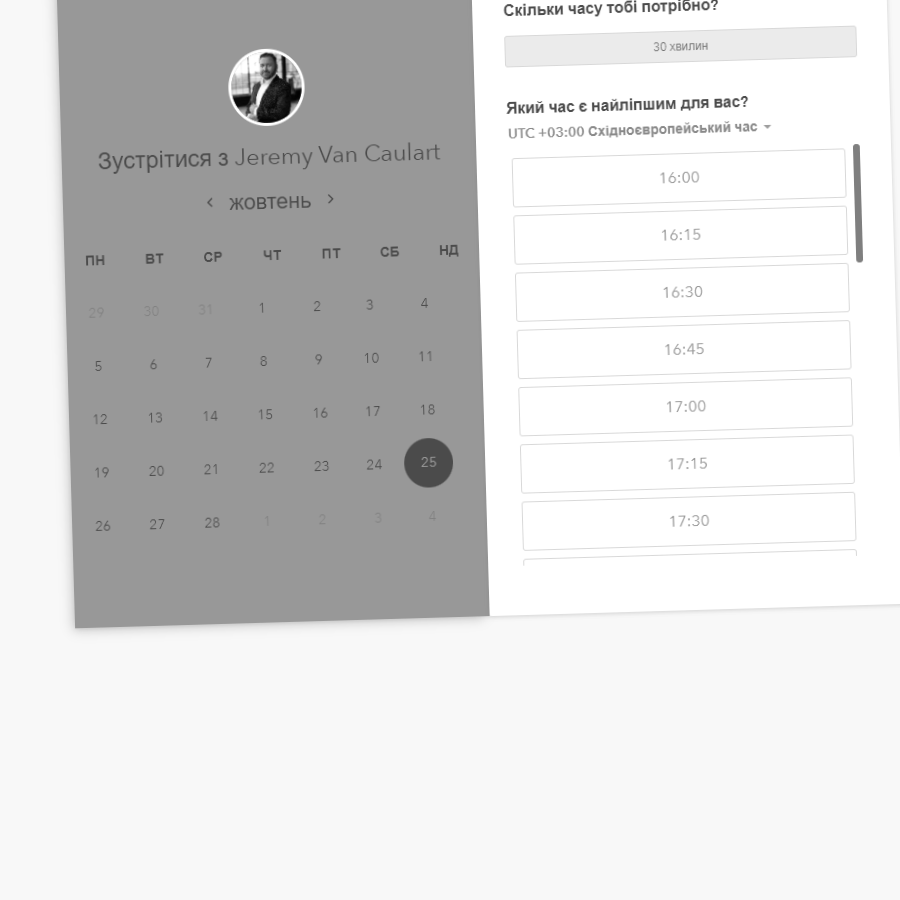 Зустрітися з Jeremy Van Caulart
жовтень
ПН ВТ СР ЧТ ПТ СБ НД
29 30 31 1 2 3 4
5 6 7 8 9 10 11
12 13 14 15 16 17 18
19 20 21 22 23 24 25
26 27 28 1 2 3 4
Скільки часу тобі потрібно?
30 хвилин
Який час є найліпшим для вас?
UTC +03:00 Східноєвропейський час
16:00
16:15
16:30
16:45
17:00
17:15
17:30